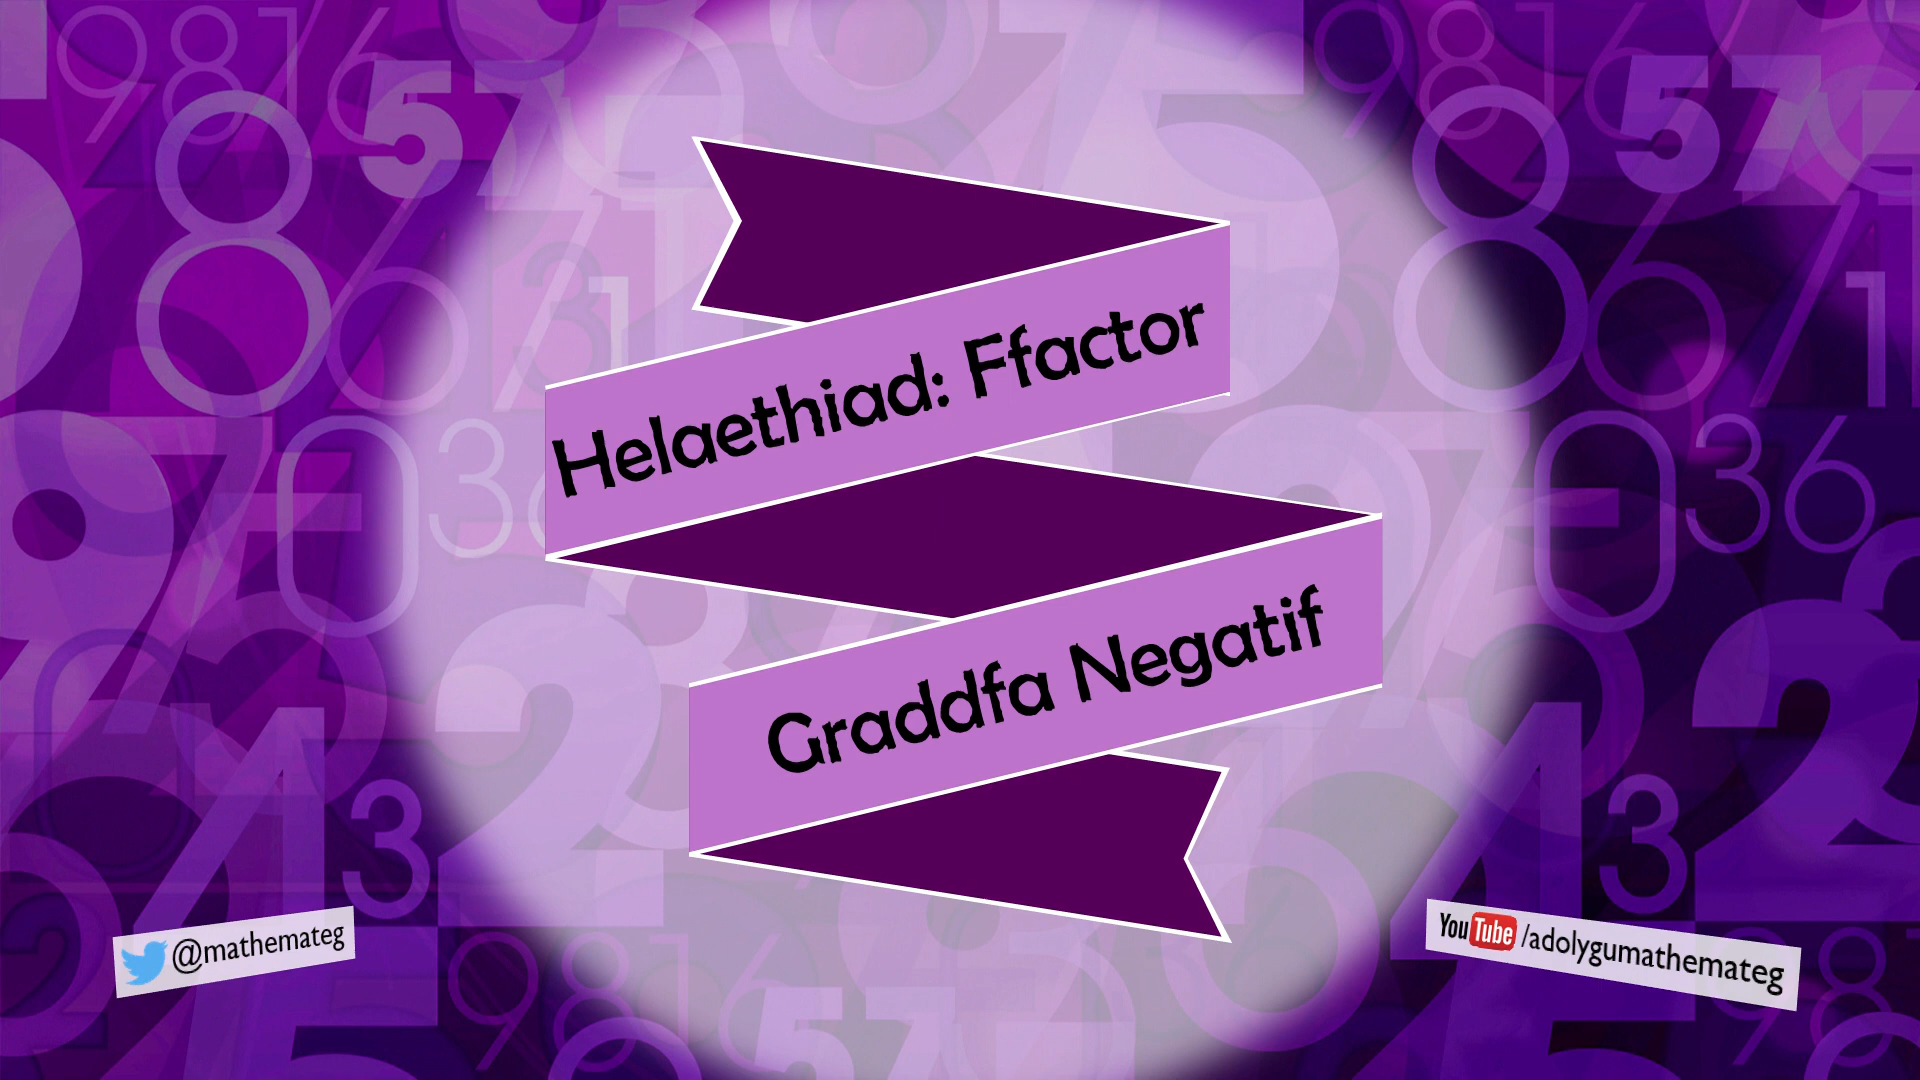 Helaethiad: Ffactor
Graddfa Negatif
@mathemateg
YouTube /adolygumathemateg